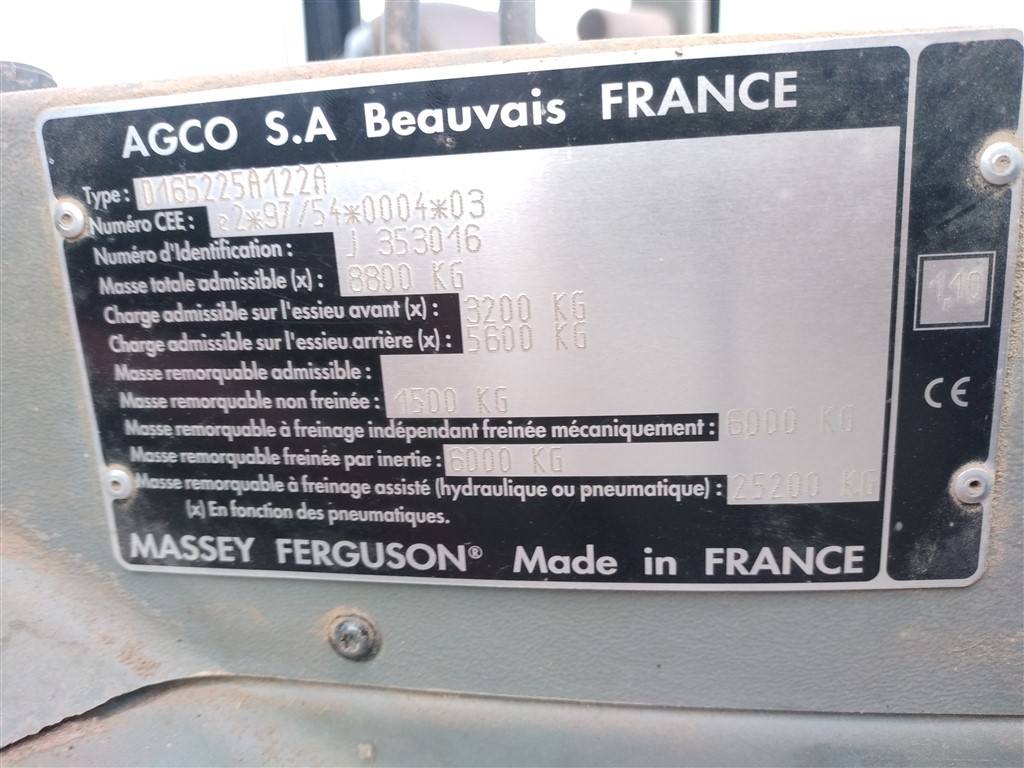 AGCO S.A Beauvais FRANCE
Type : D165225A122A
Numéro CEE : e2*97/54*0004*03
Numéro d'Identification : J 353016
Masse totale admissible (x) : 8800 KG
Charge admissible sur l'essieu avant (x) : 3200 KG
Charge admissible sur l'essieu arrière (x) : 5600 KG
Masse remorquable admissible :
Masse remorquable non freinée : 1500 KG
Masse remorquable à freinage indépendant freinée mécaniquement : 6000 KG
Masse remorquable freinée par inertie : 6000 KG
Masse remorquable à freinage assisté (hydraulique ou pneumatique) : 25200 KG
(x) En fonction des pneumatiques.
MASSEY FERGUSON® Made in FRANCE
1,10
CE